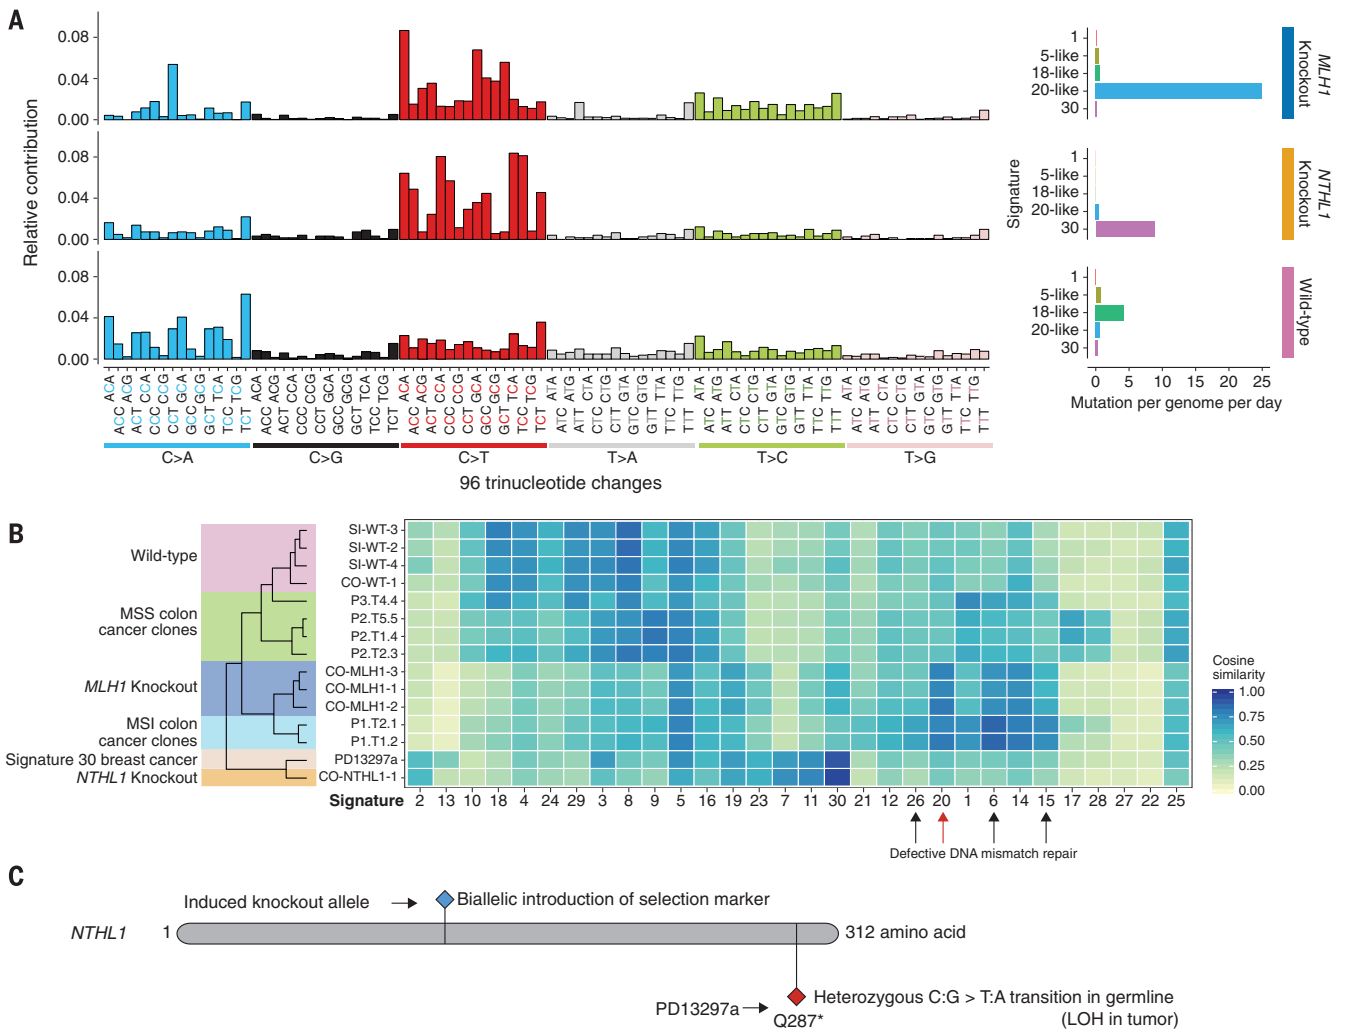 A
Relative contribution
0.08
0.04
0.00
0.08
0.04
0.00
0.08
0.04
0.00
ACA ACG CCA CCG GCA GCG TCA TCG
ACC ACT CCC CCT GCC GCT TCC TCT
ACA ACG CCA CCG GCA GCG TCA TCG
ACC ACT CCC CCT GCC GCT TCC TCT
ACA ACG CCA CCG GCA GCG TCA TCG
ACC ACT CCC CCT GCC GCT TCC TCT
ATA ATG CTA CTG GTA GTG TTA TTG
ATC ATT CTC CTT GTC GTT TTC TTT
ATA ATG CTA CTG GTA GTG TTA TTG
ATC ATT CTC CTT GTC GTT TTC TTT
ATA ATG CTA CTG GTA GTG TTA TTG
ATC ATT CTC CTT GTC GTT TTC TTT
C>A C>G C>T T>A T>C T>G
96 trinucleotide changes
Signature
1
5-like
18-like
20-like
30
MLH1
Knockout
1
5-like
18-like
20-like
30
NTHL1
Knockout
1
5-like
18-like
20-like
30
Wild-type
0 5 10 15 20 25
Mutation per genome per day
B
Wild-type
MSS colon
cancer clones
MLH1 Knockout
MSI colon
cancer clones
Signature 30 breast cancer
NTHL1 Knockout
SI-WT-3
SI-WT-2
SI-WT-4
CO-WT-1
P3.T4.4
P2.T5.5
P2.T1.4
P2.T2.3
CO-MLH1-3
CO-MLH1-1
CO-MLH1-2
P1.T2.1
P1.T1.2
PD13297a
CO-NTHL1-1
Signature 2 13 10 18 4 24 29 3 8 9 5 16 19 23 7 11 30 21 12 26 20 1 6 14 15 17 28 27 22 25
Defective DNA mismatch repair
Cosine
similarity
1.00
0.75
0.50
0.25
0.00
C
Induced knockout allele
Biallelic introduction of selection marker
NTHL1 1 312 amino acid
PD13297a
Q287*
Heterozygous C:G > T:A transition in germline
(LOH in tumor)